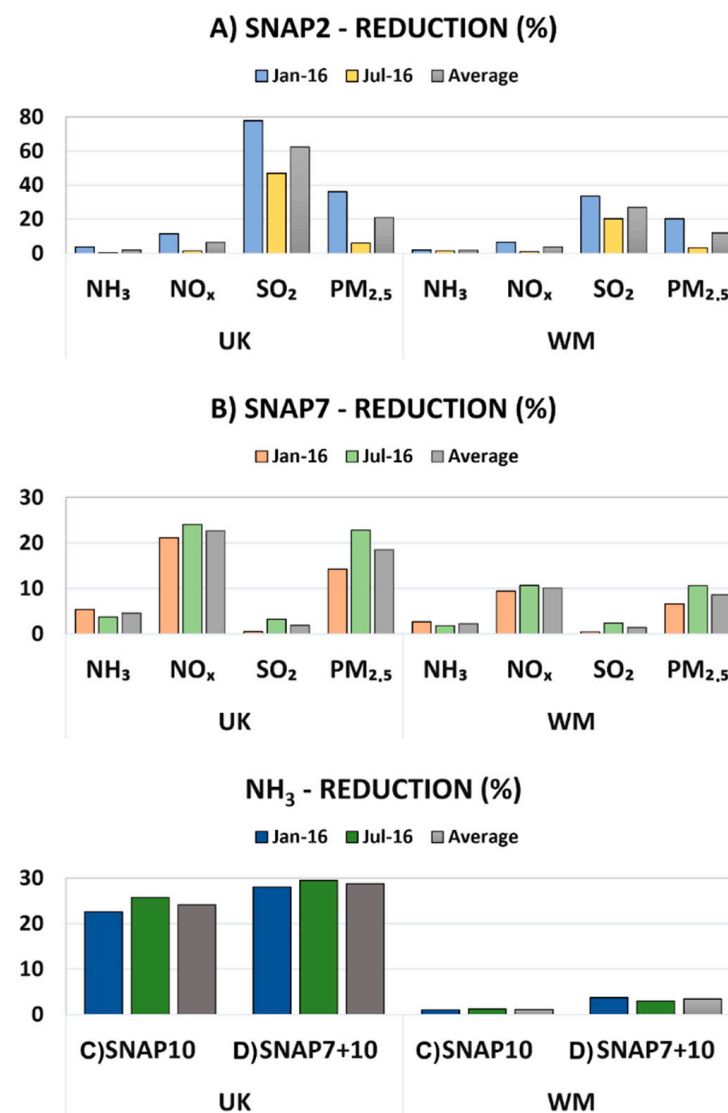 A) SNAP2 - REDUCTION (%)
Jan-16 Jul-16 Average
80
60
40
20
0
NH₃ NOₓ SO₂ PM₂.₅ NH₃ NOₓ SO₂ PM₂.₅
UK WM
B) SNAP7 - REDUCTION (%)
Jan-16 Jul-16 Average
30
20
10
0
NH₃ NOₓ SO₂ PM₂.₅ NH₃ NOₓ SO₂ PM₂.₅
UK WM
NH₃ - REDUCTION (%)
Jan-16 Jul-16 Average
30
20
10
0
C)SNAP10 D)SNAP7+10 C)SNAP10 D)SNAP7+10
UK WM